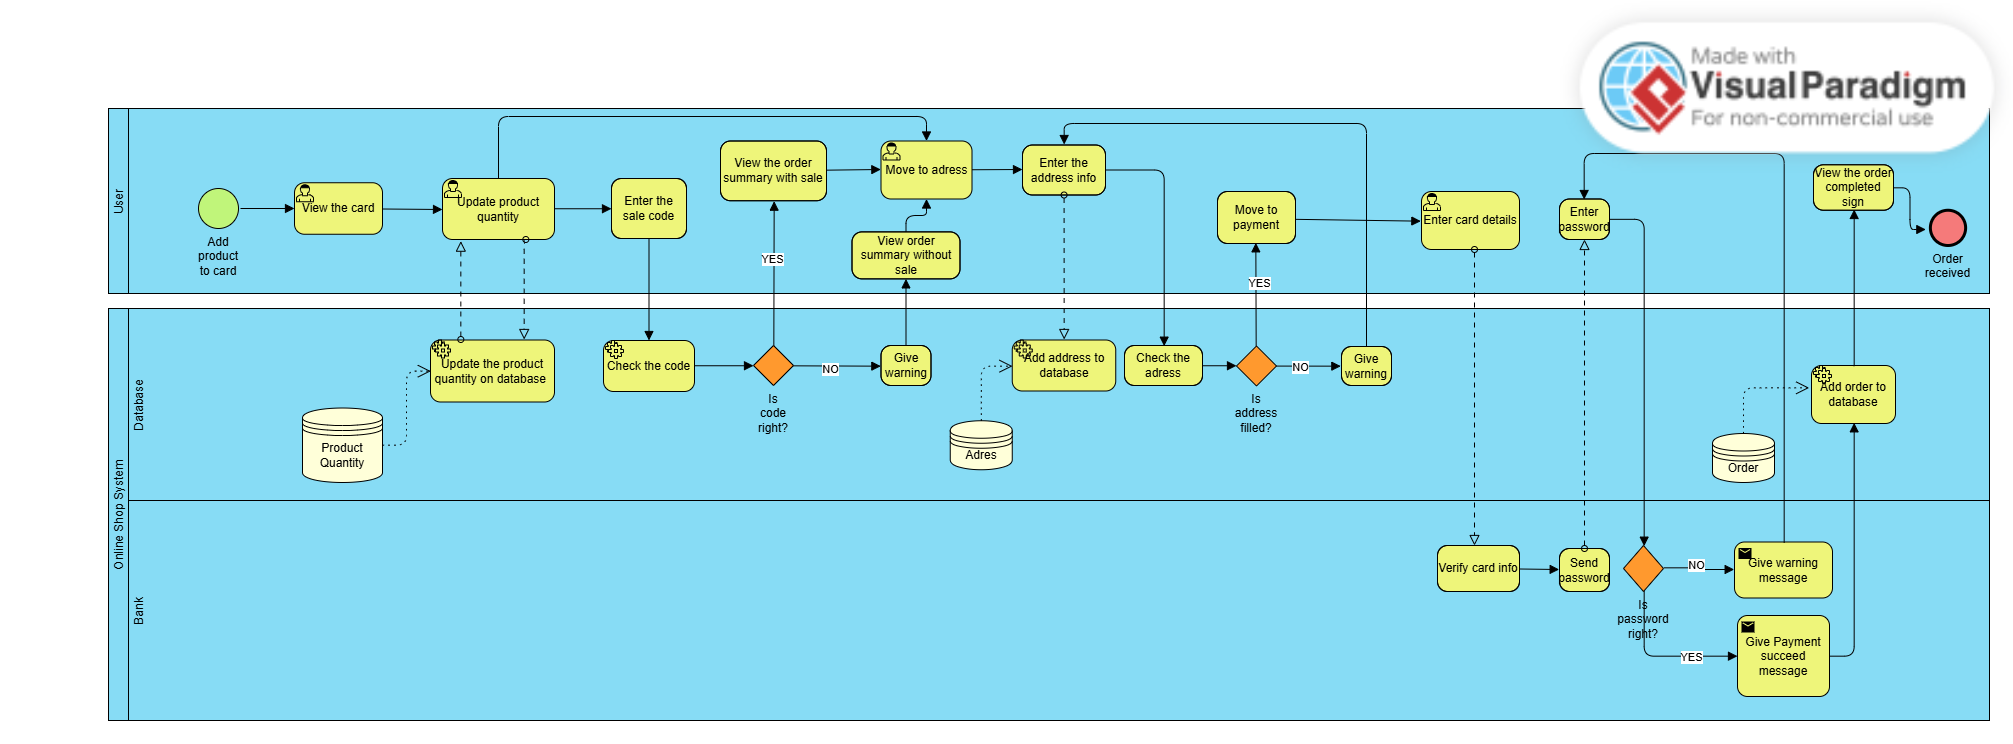 Made with
Visual Paradigm
For non-commercial use
User
Add
product
to card
View the card
Update product
quantity
Enter the
sale code
View the order
summary with sale
YES
View order
summary without
sale
Move to adress
Enter the
address info
Move to
payment
YES
Enter card details
Enter
password
View the order
completed
sign
Order
received
Online Shop System
Database
Product
Quantity
Update the product
quantity on database
Check the code
Is
code
right?
NO
Give
warning
Adres
Add address to
database
Check the
adress
Is
address
filled?
NO
Give
warning
Order
Add order to
database
Bank
Verify card info
Send
password
Is
password
right?
NO
Give warning
message
YES
Give Payment
succeed
message